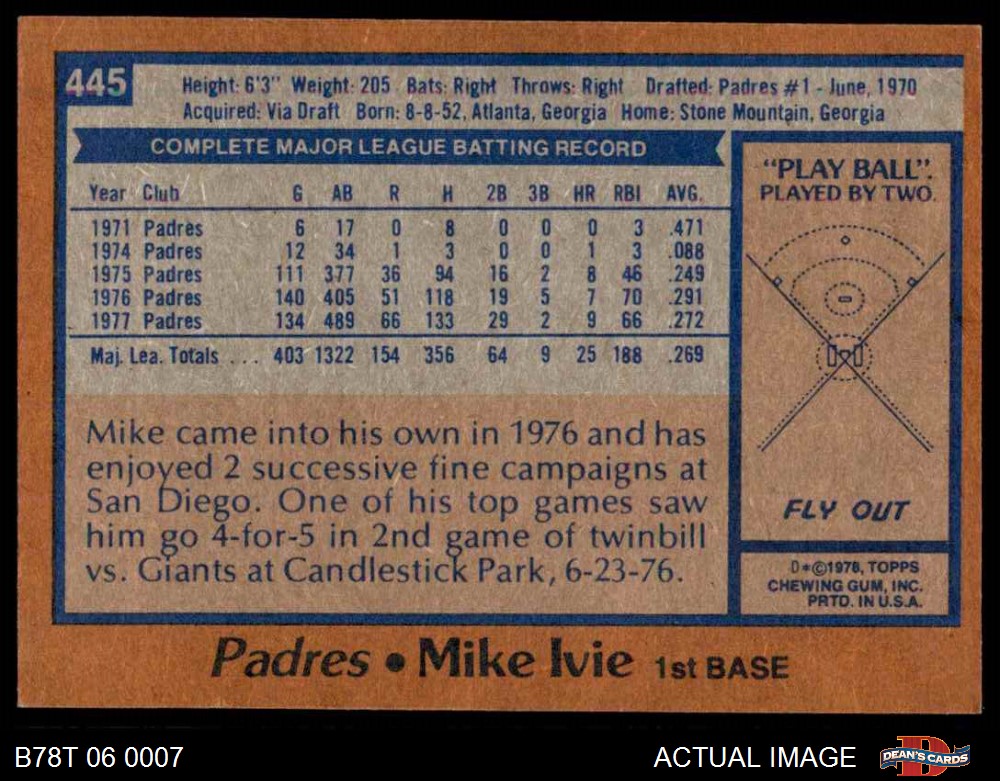 445
Height: 6'3" Weight: 205 Bats: Right Throws: Right Drafted: Padres #1 - June, 1970
Acquired: Via Draft Born: 8-8-52, Atlanta, Georgia Home: Stone Mountain, Georgia
COMPLETE MAJOR LEAGUE BATTING RECORD
Year Club G AB R H 2B 3B HR RBI AVG.
1971 Padres 6 17 0 8 0 0 0 3 .471
1974 Padres 12 34 1 3 0 0 1 3 .088
1975 Padres 111 377 36 94 16 2 8 46 .249
1976 Padres 140 405 51 118 19 5 7 70 .291
1977 Padres 134 489 66 133 29 2 9 66 .272
Maj. Lea. Totals ... 403 1322 154 356 64 9 25 188 .269
Mike came into his own in 1976 and has
enjoyed 2 successive fine campaigns at
San Diego. One of his top games saw
him go 4-for-5 in 2nd game of twinbill
vs. Giants at Candlestick Park, 6-23-76.
"PLAY BALL".
PLAYED BY TWO.
FLY OUT
D*©1978, TOPPS
CHEWING GUM, INC.
PRTD. IN U.S.A.
Padres • Mike Ivie 1st BASE
B78T 06 0007
ACTUAL IMAGE
DEAN'S CARDS